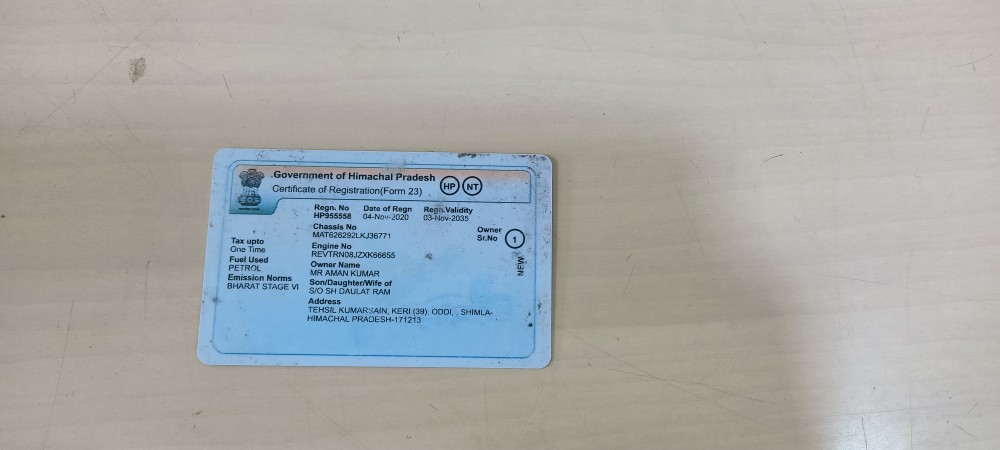 Government of Himachal Pradesh
Certificate of Registration(Form 23)
HP NT
Regn. No Date of Regn Regn.Validity
HP955558 04-Nov-2020 03-Nov-2035
Chassis No
MAT626292LKJ36771
Owner
Sr.No 1
NEW
Tax upto
One Time
Engine No
REVTRN08JZXK66655
Fuel Used
PETROL
Owner Name
MR AMAN KUMAR
Emission Norms
BHARAT STAGE VI
Son/Daughter/Wife of
S/O SH DAULAT RAM
Address
TEHSIL KUMARSAIN, KERI (39), ODDI, , SHIMLA-
HIMACHAL PRADESH-171213